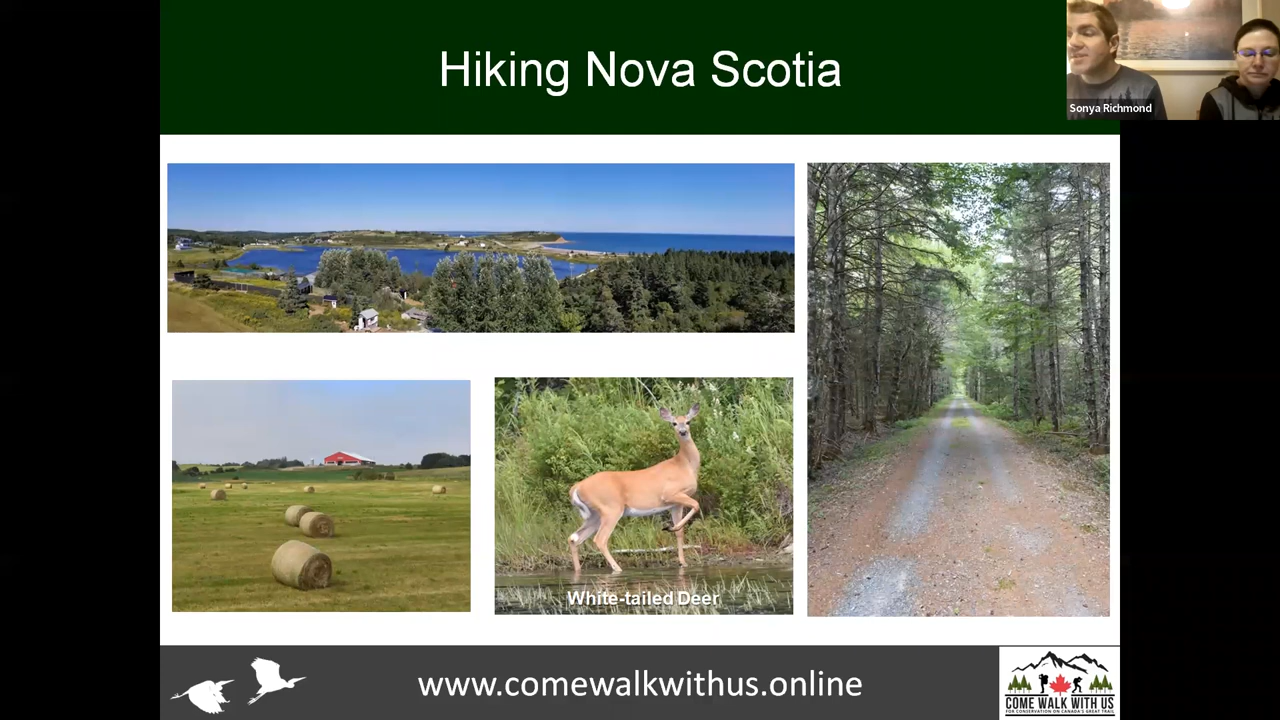 Hiking Nova Scotia
Sonya Richmond
White-tailed Deer
www.comewalkwithus.online
COME WALK WITH US
FOR CONSERVATION ON CANADA'S GREAT TRAIL